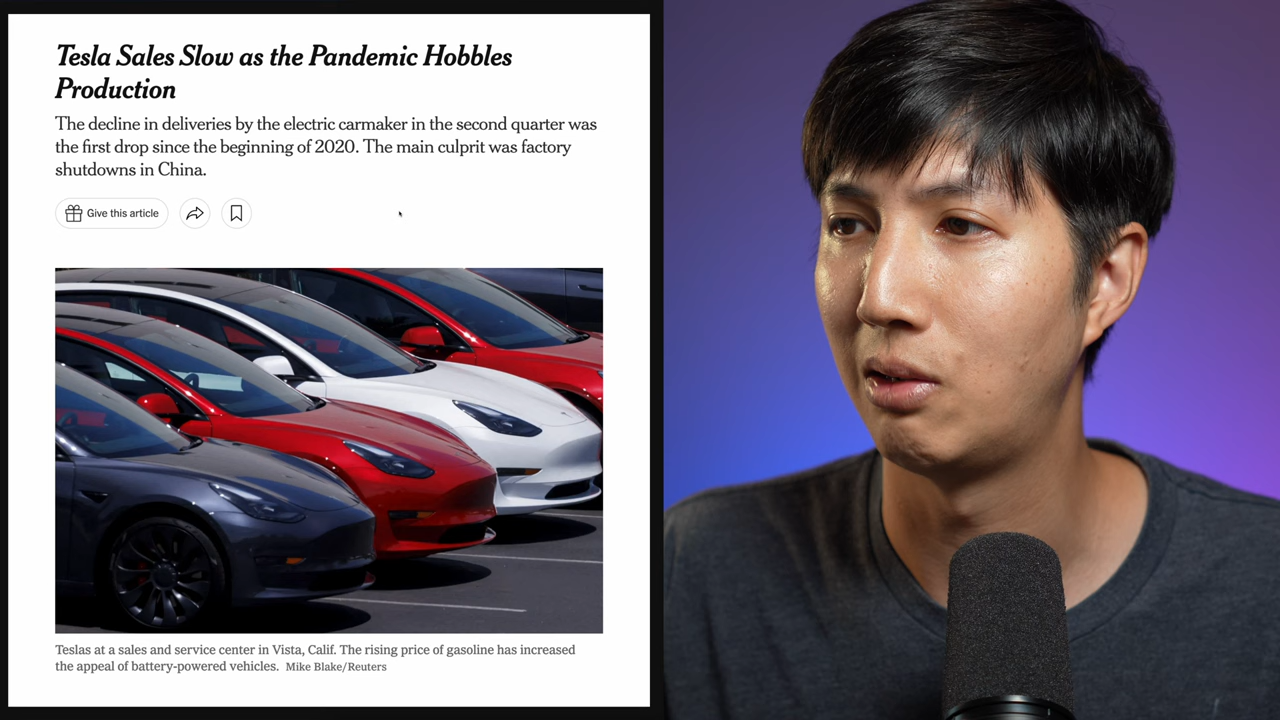 Tesla Sales Slow as the Pandemic Hobbles
Production
The decline in deliveries by the electric carmaker in the second quarter was
the first drop since the beginning of 2020. The main culprit was factory
shutdowns in China.
Give this article
Teslas at a sales and service center in Vista, Calif. The rising price of gasoline has increased
the appeal of battery-powered vehicles. Mike Blake/Reuters